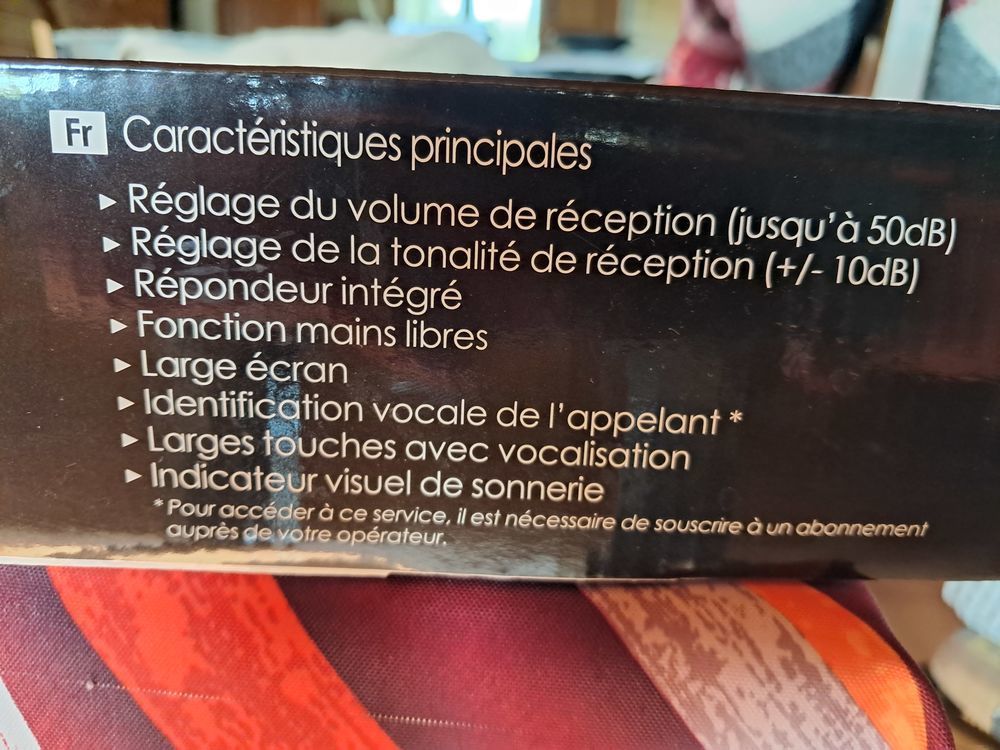 Fr Caractéristiques principales
▸ Réglage du volume de réception (jusqu'à 50dB)
▸ Réglage de la tonalité de réception (+/- 10dB)
▸ Répondeur intégré
▸ Fonction mains libres
▸ Large écran
▸ Identification vocale de l'appelant *
▸ Larges touches avec vocalisation
▸ Indicateur visuel de sonnerie
* Pour accéder à ce service, il est nécessaire de souscrire à un abonnement
auprès de votre opérateur.